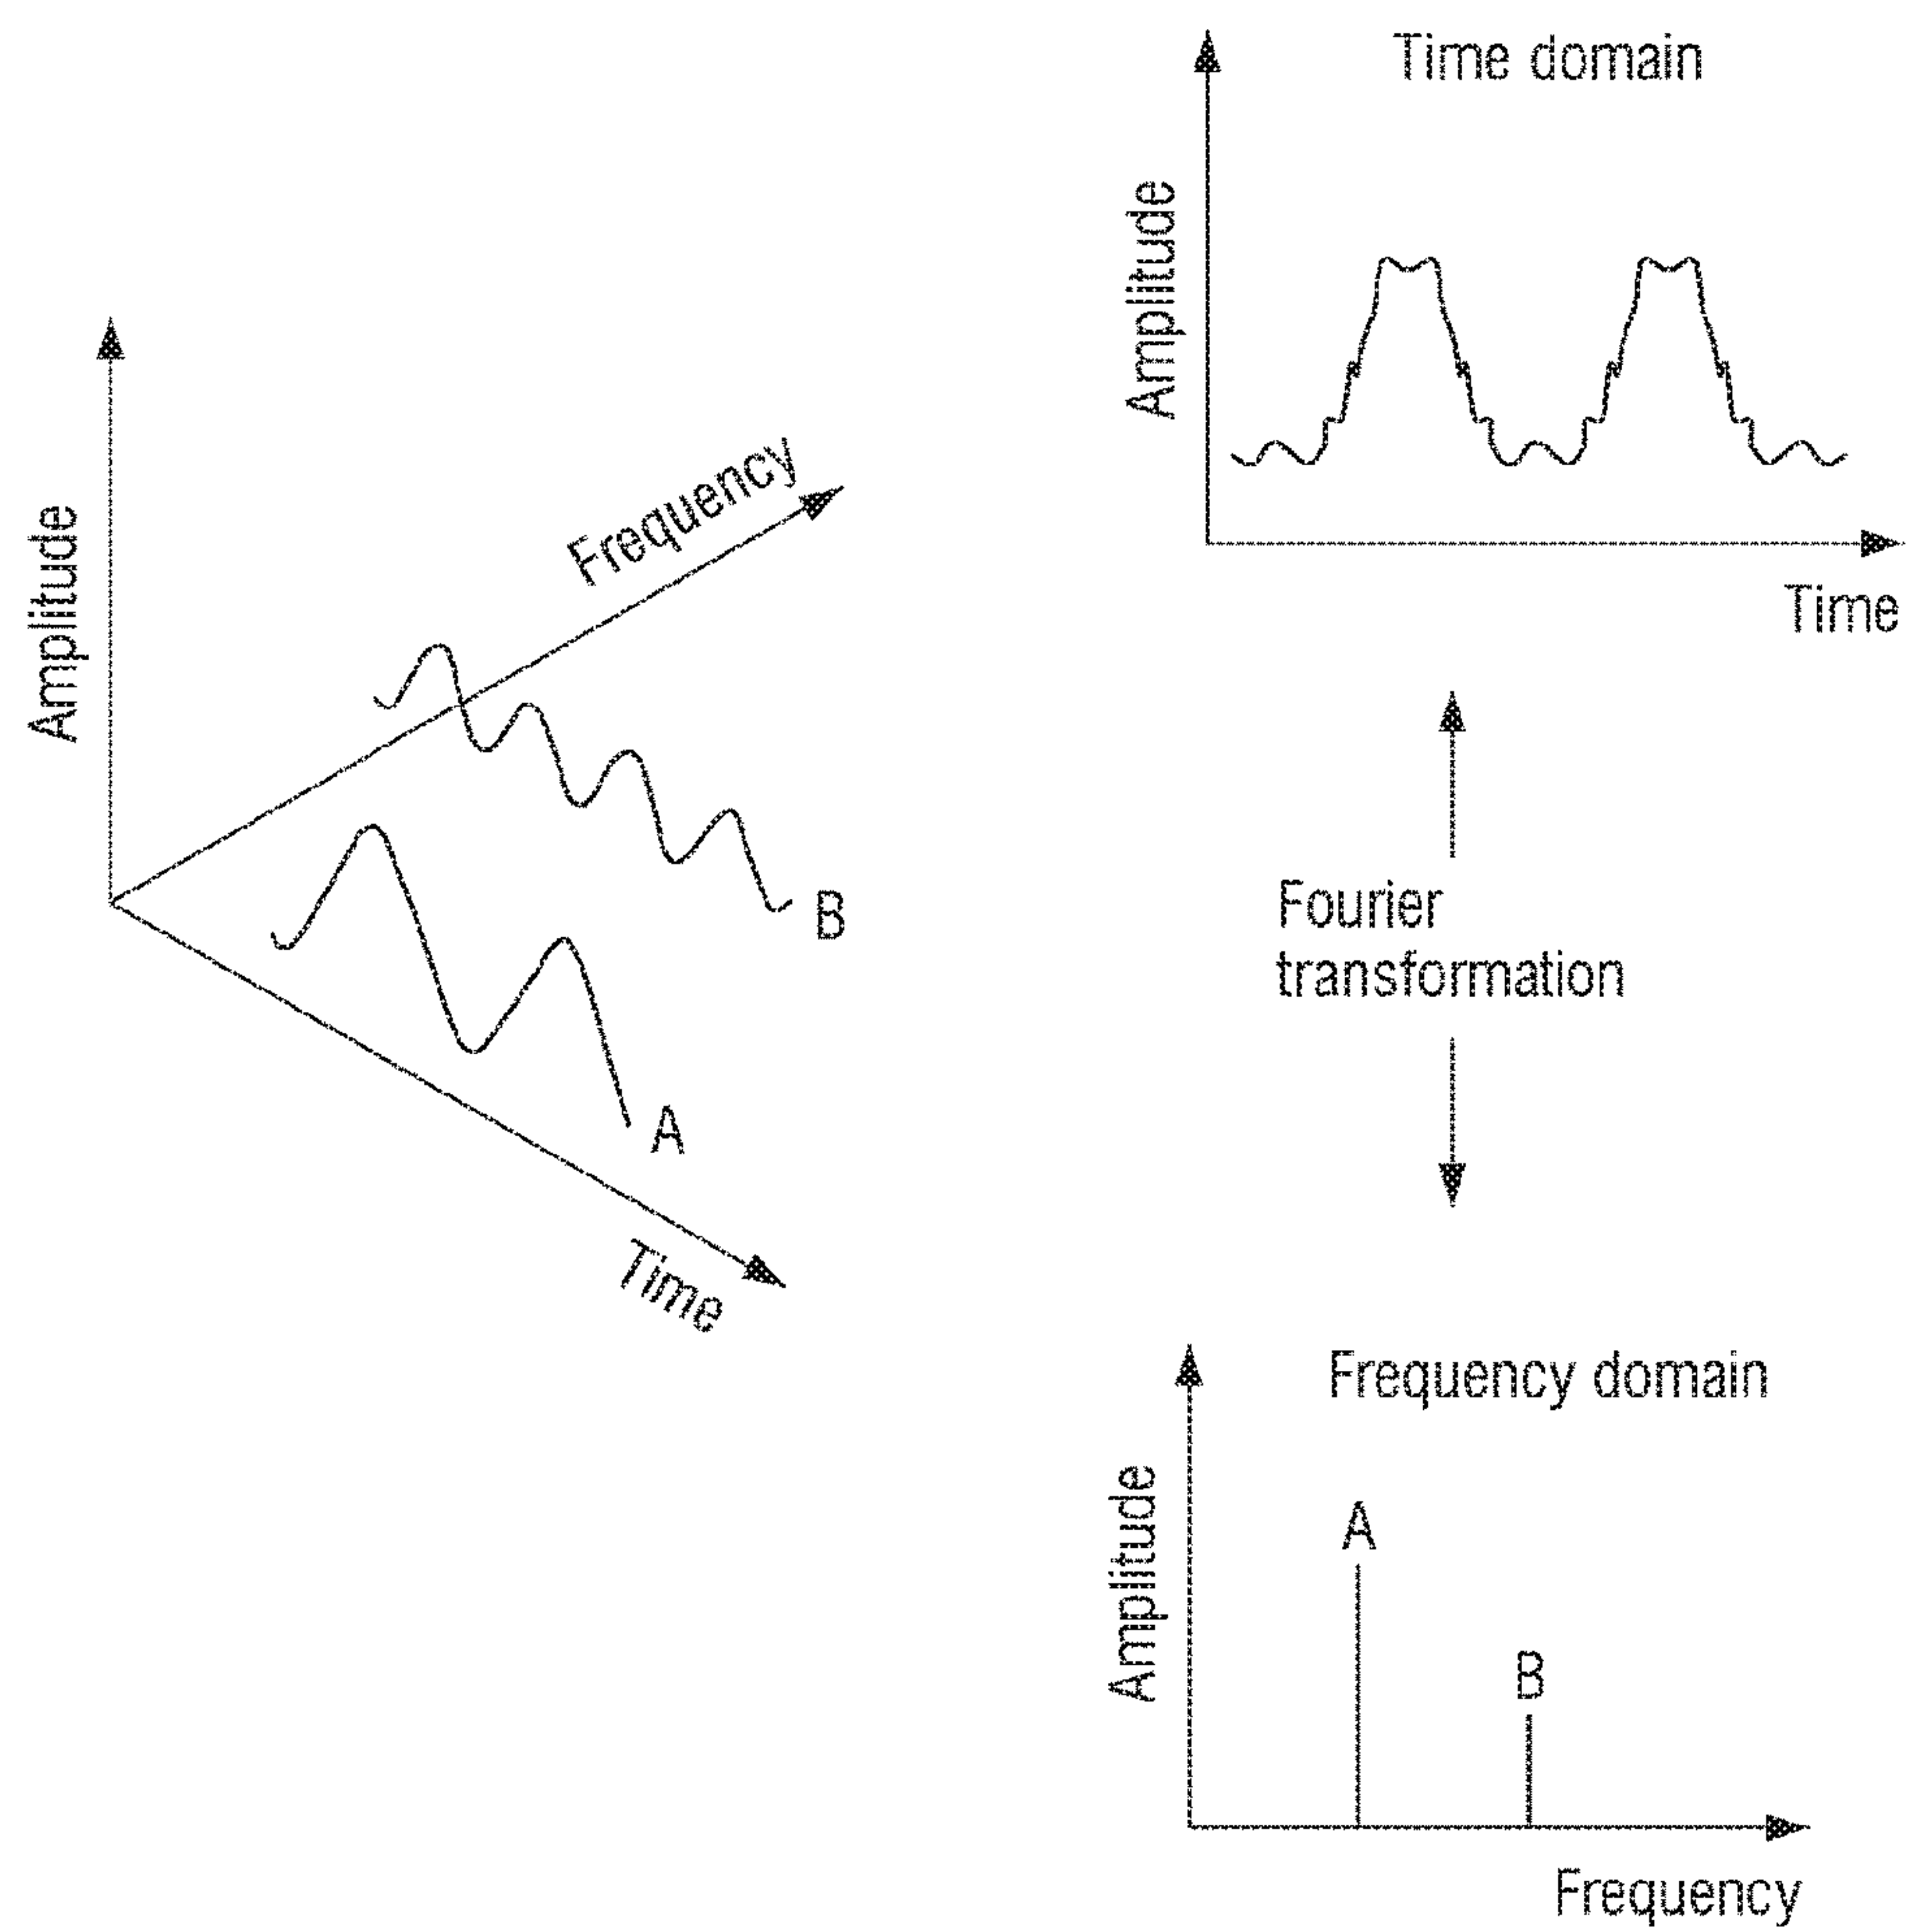 Amplitude
Frequency
B
A
Time
Time domain
Amplitude
Time
Fourier
transformation
Frequency domain
Amplitude
A
B
Frequency